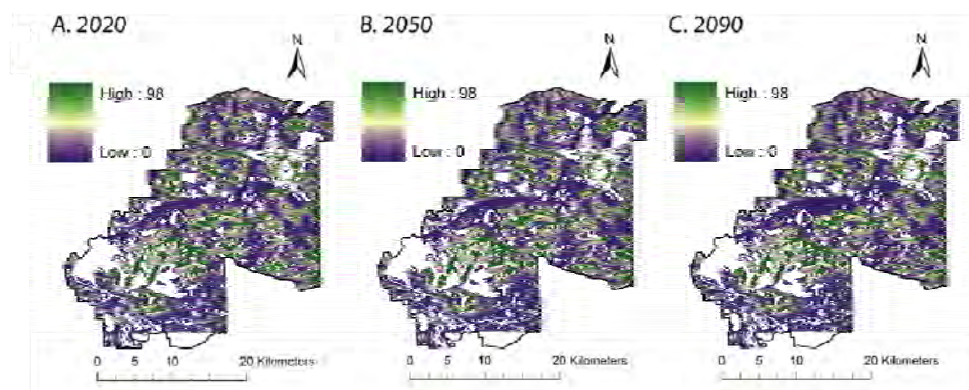 A. 2020
N
High : 98
Low : 0
0 5 10 20 Kilometers
B. 2050
N
High : 98
Low : 0
0 5 10 20 Kilometers
C. 2090
N
High : 98
Low : 0
0 5 10 20 Kilometers